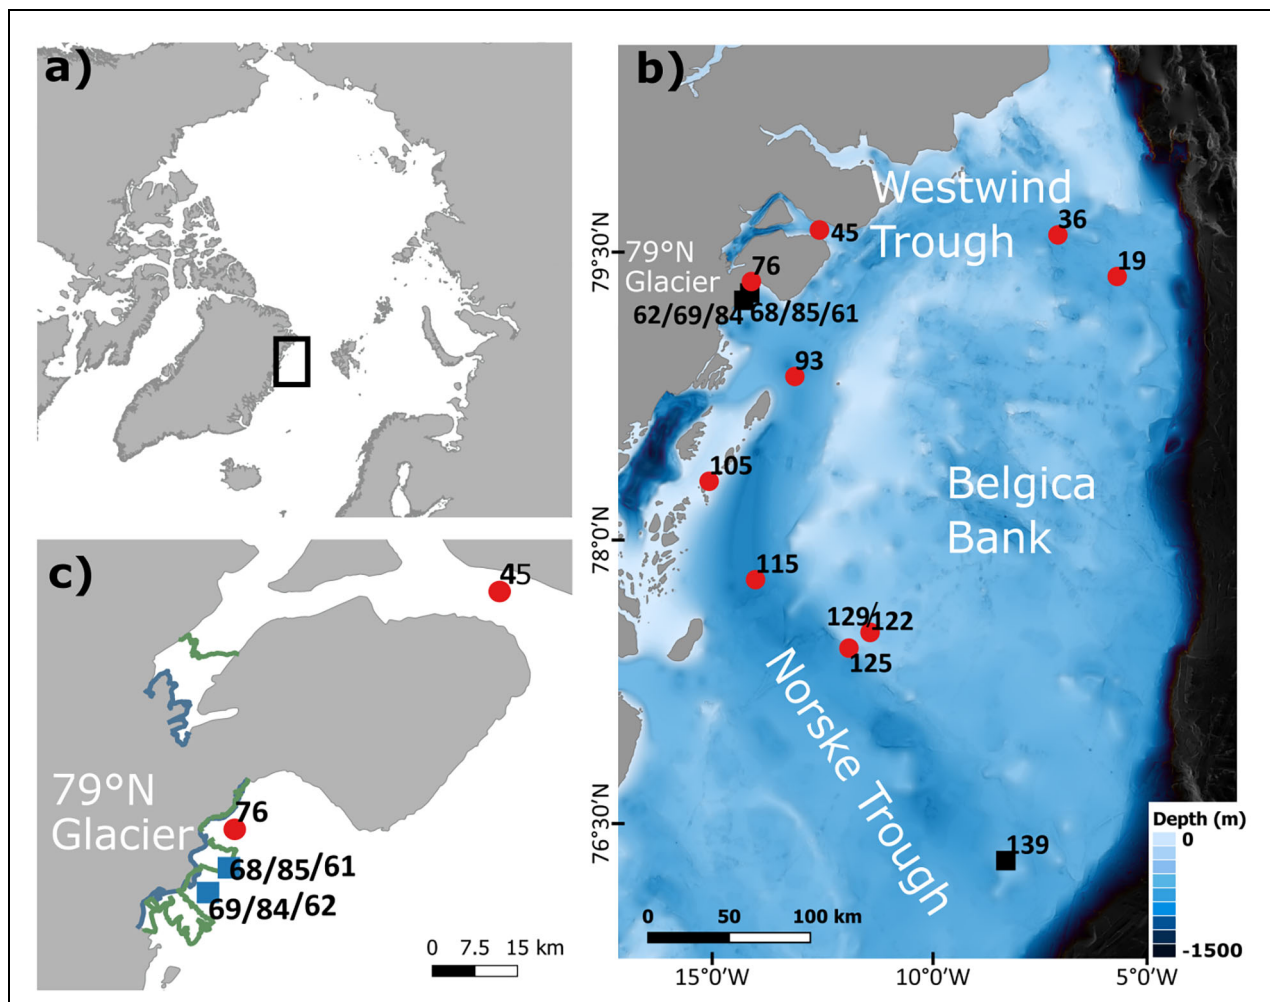 a)
b)
Westwind
Trough
36
45
19
79°30'N
79°N
Glacier
76
62/69/84
68/85/61
93
105
Belgica
Bank
78°0'N
115
129/122
125
Norske Trough
76°30'N
139
Depth (m)
0
-1500
0
50
100 km
15°0'W
10°0'W
5°0'W
c)
45
79°N
Glacier
76
68/85/61
69/84/62
0
7.5
15 km